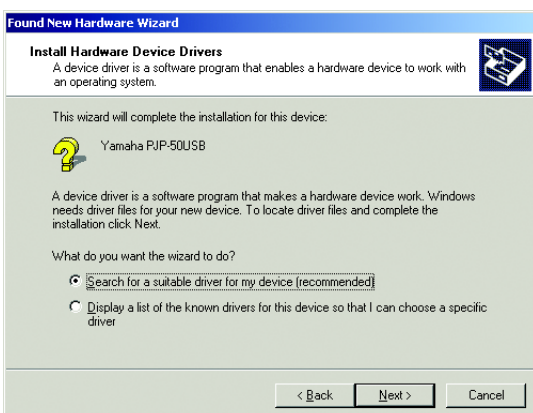 Found New Hardware Wizard
Install Hardware Device Drivers
A device driver is a software program that enables a hardware device to work with
an operating system.
This wizard will complete the installation for this device:
Yamaha PJP-50USB
A device driver is a software program that makes a hardware device work. Windows
needs driver files for your new device. To locate driver files and complete the
installation click Next.
What do you want the wizard to do?
Search for a suitable driver for my device (recommended)
Display a list of the known drivers for this device so that I can choose a specific
driver
< Back
Next >
Cancel